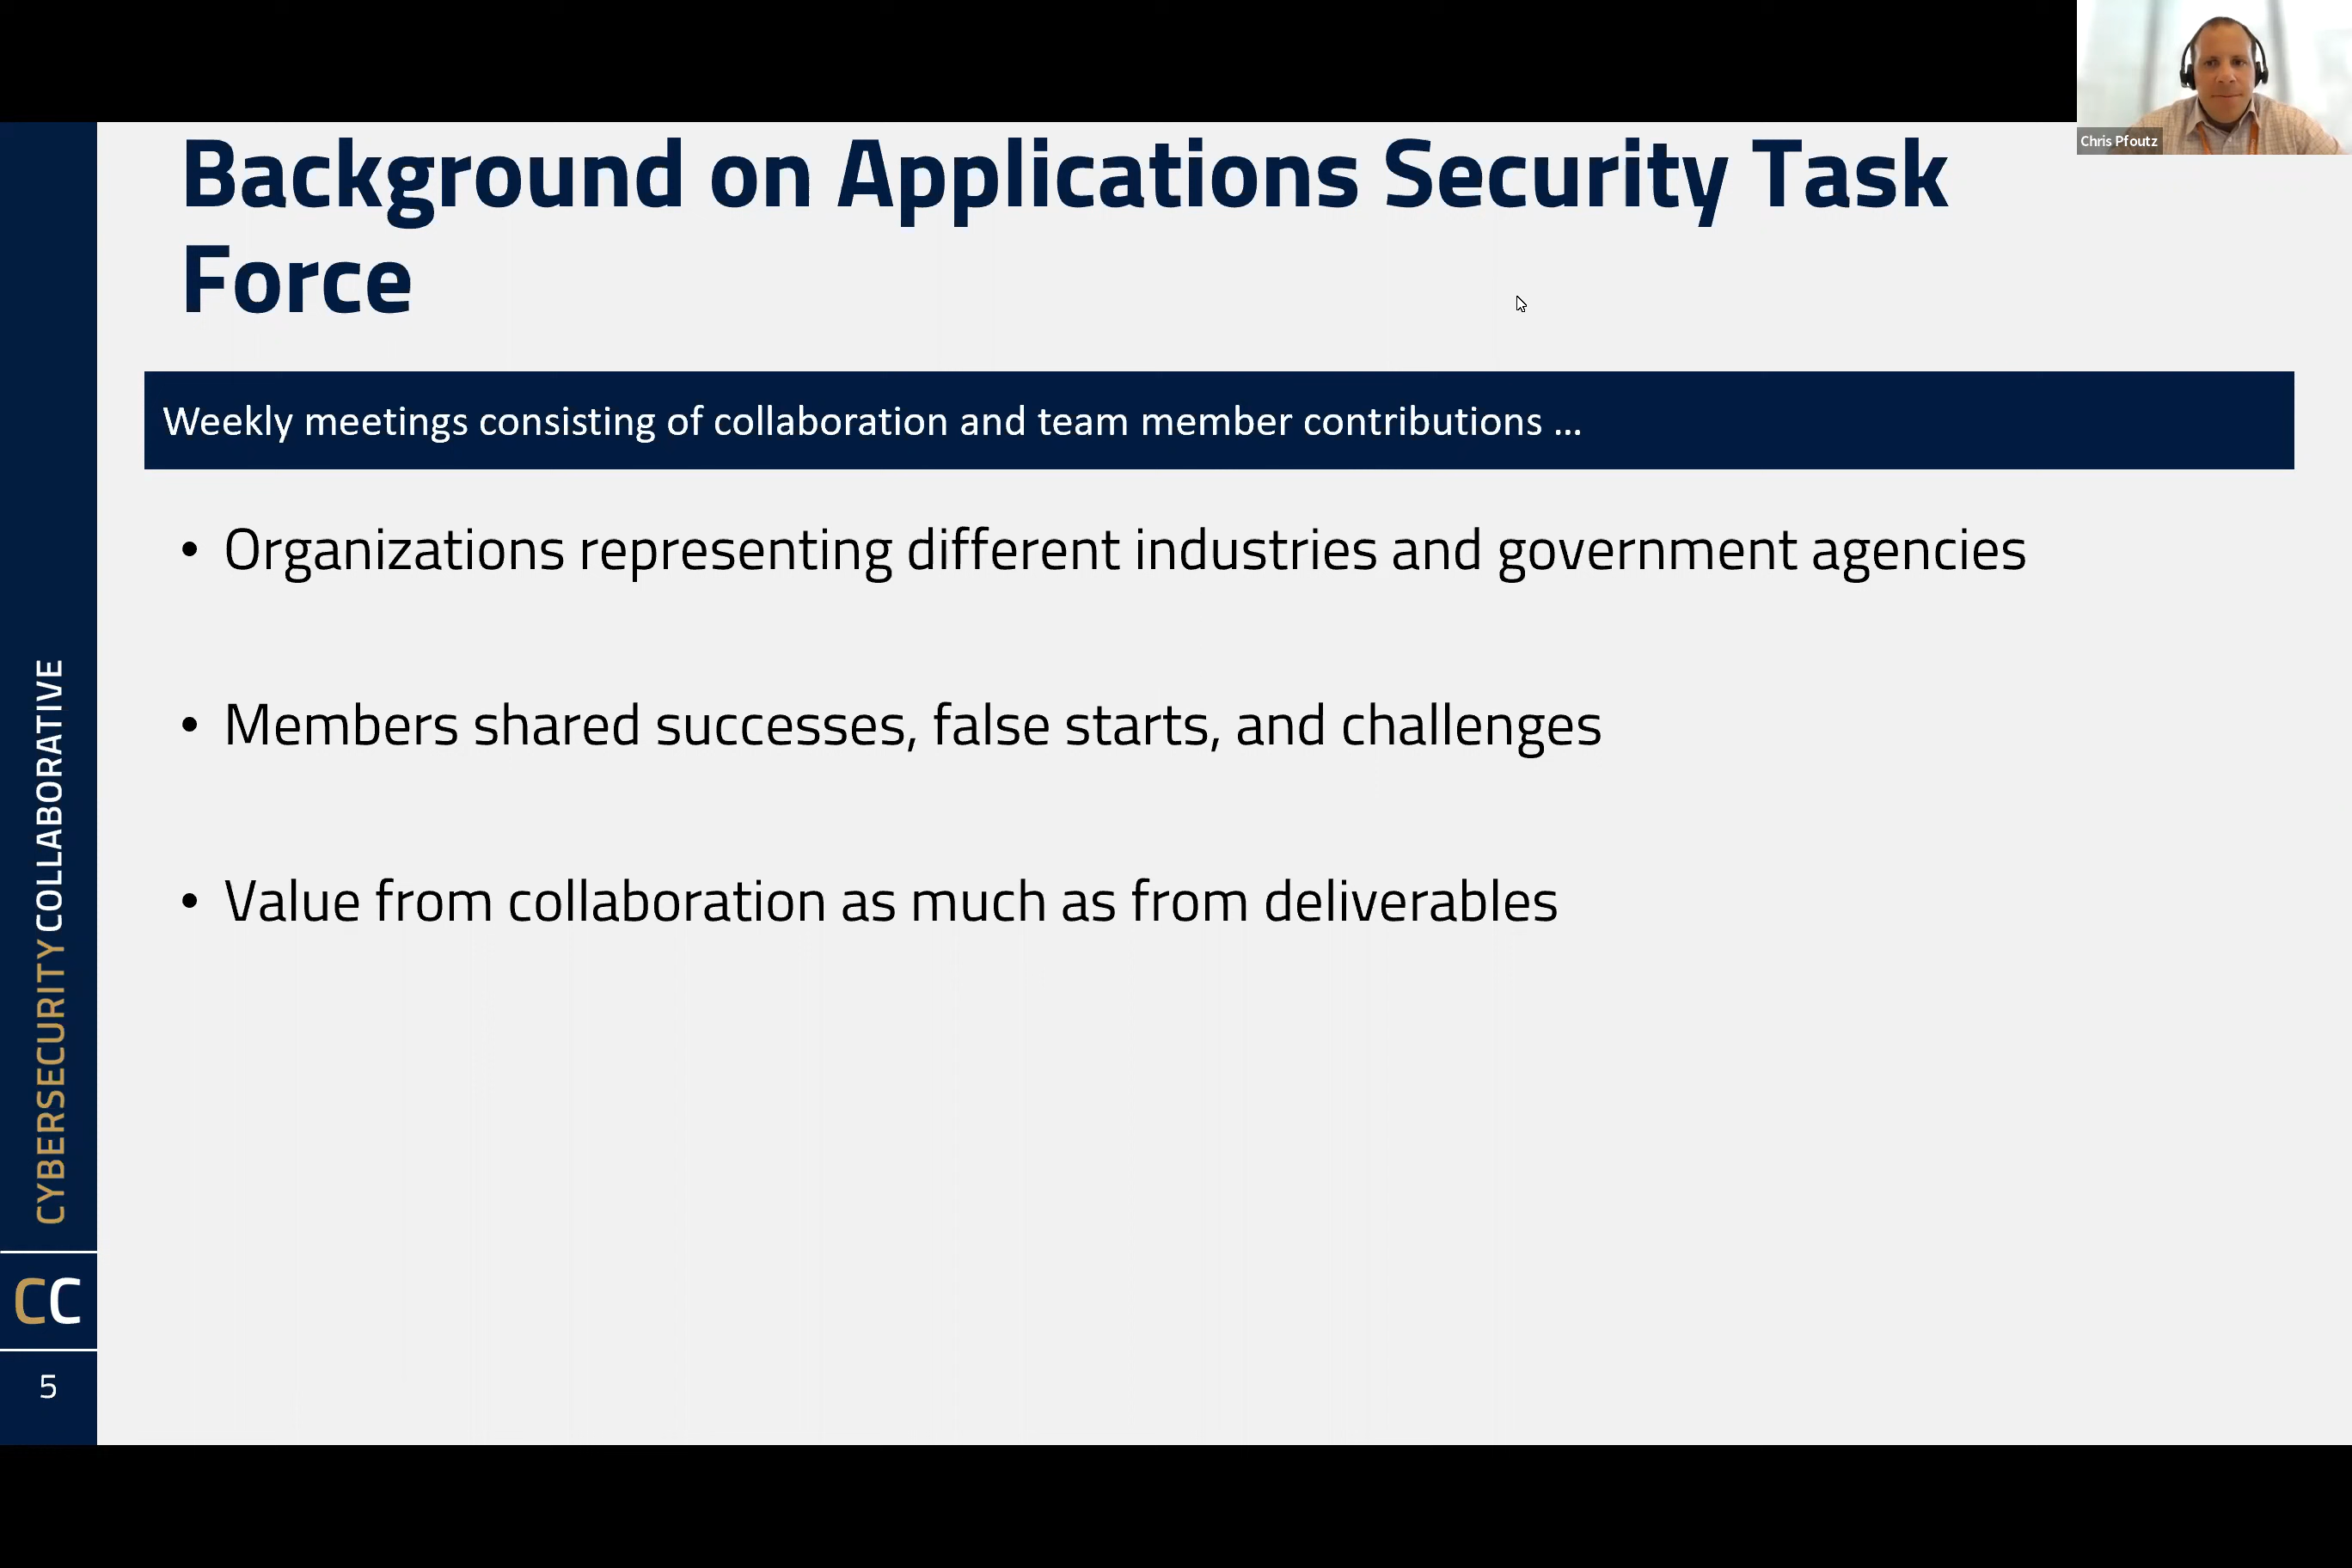 Chris Pfoutz
Background on Applications Security Task
Force
Weekly meetings consisting of collaboration and team member contributions ...
• Organizations representing different industries and government agencies
• Members shared successes, false starts, and challenges
• Value from collaboration as much as from deliverables
CYBERSECURITY COLLABORATIVE
CC
5